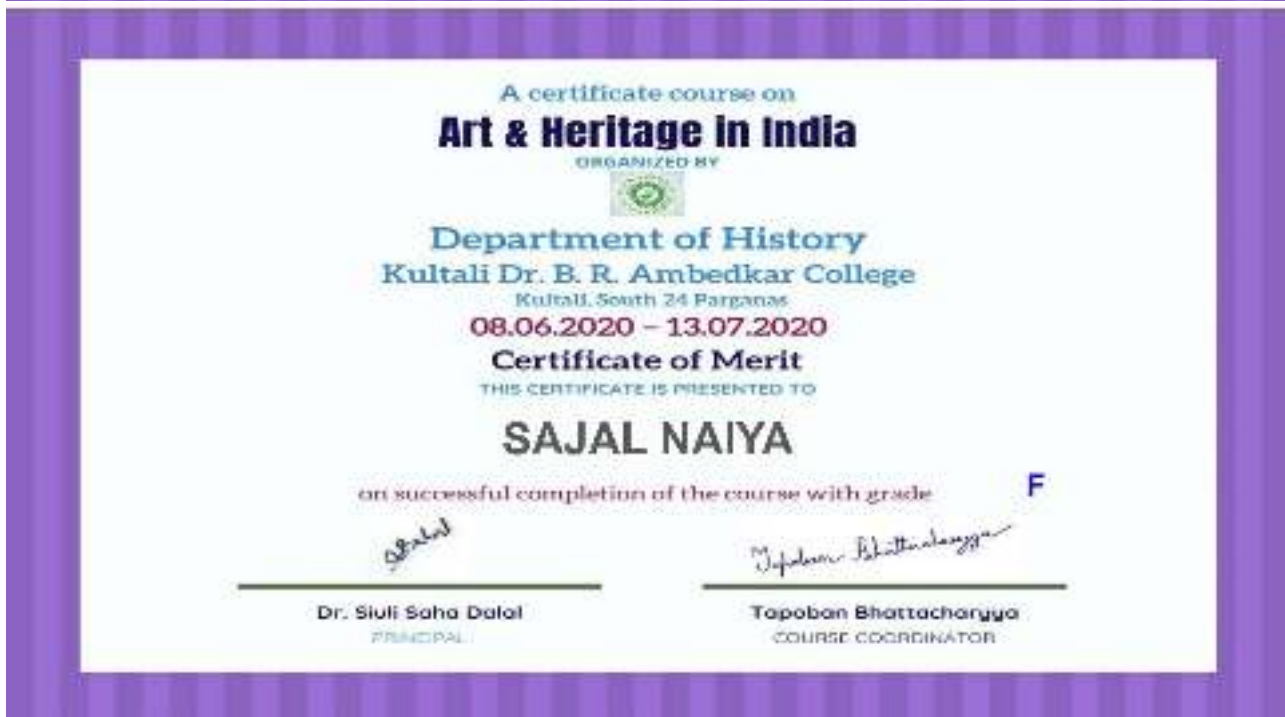 A certificate course on
Art & Heritage in India
ORGANIZED BY
Department of History
Kultali Dr. B. R. Ambedkar College
Kultali, South 24 Parganas
08.06.2020 – 13.07.2020
Certificate of Merit
THIS CERTIFICATE IS PRESENTED TO
SAJAL NAIYA
on successful completion of the course with grade F
Tapoban Bhattacharyya
Dr. Siuli Saha Dalal
Tapoban Bhattacharyya
PRINCIPAL
COURSE COORDINATOR